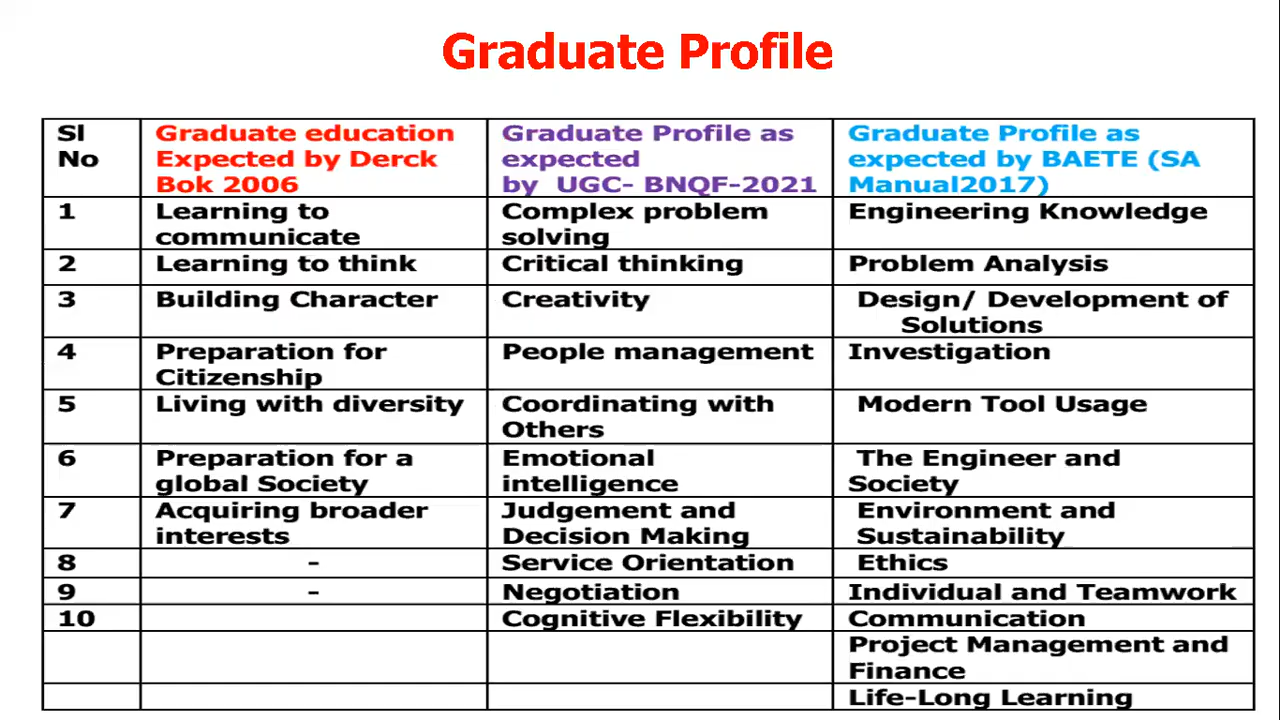 Graduate Profile
Sl No | Graduate education Expected by Derck Bok 2006 | Graduate Profile as expected by UGC- BNQF-2021 | Graduate Profile as expected by BAETE (SA Manual2017)
1 | Learning to communicate | Complex problem solving | Engineering Knowledge
2 | Learning to think | Critical thinking | Problem Analysis
3 | Building Character | Creativity | Design/ Development of Solutions
4 | Preparation for Citizenship | People management | Investigation
5 | Living with diversity | Coordinating with Others | Modern Tool Usage
6 | Preparation for a global Society | Emotional intelligence | The Engineer and Society
7 | Acquiring broader interests | Judgement and Decision Making | Environment and Sustainability
8 | - | Service Orientation | Ethics
9 | - | Negotiation | Individual and Teamwork
10 | | Cognitive Flexibility | Communication
| | | Project Management and Finance
| | | Life-Long Learning